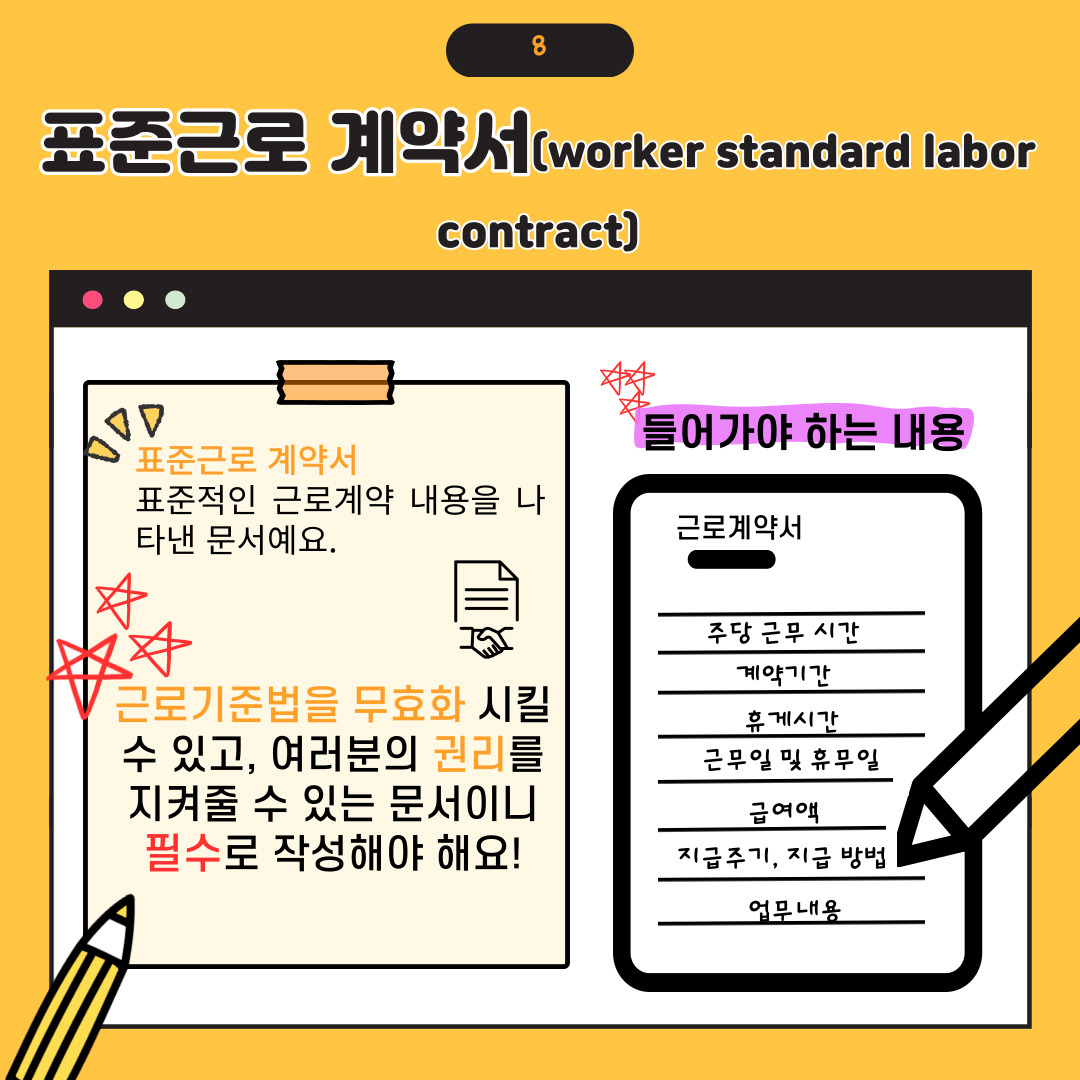 8
표준근로 계약서(worker standard labor
contract)
표준근로 계약서
표준적인 근로계약 내용을 나
타낸 문서예요.
근로기준법을 무효화 시킬
수 있고, 여러분의 권리를
지켜줄 수 있는 문서이니
필수로 작성해야 해요!
들어가야 하는 내용
근로계약서
주당 근무 시간
계약기간
휴게시간
근무일 및 휴무일
급여액
지급주기, 지급 방법
업무내용